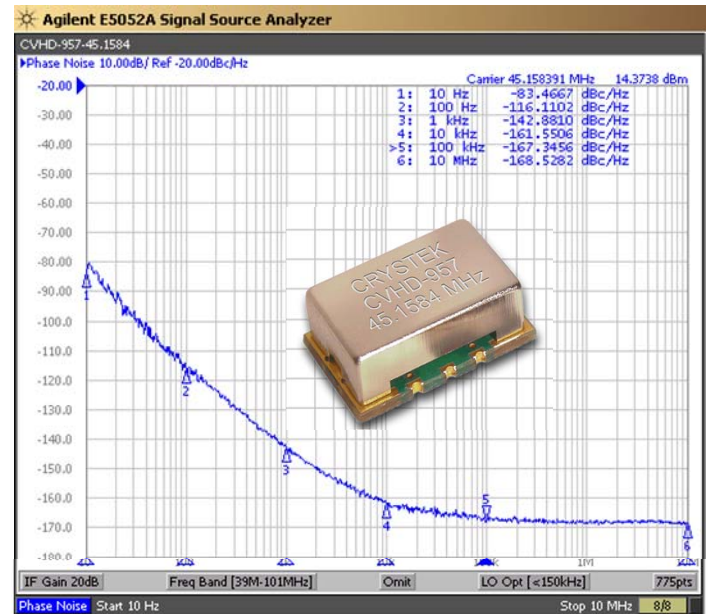 Agilent E5052A Signal Source Analyzer
CVHD-957-45.1584
▶Phase Noise 10.00dB/ Ref -20.00dBc/Hz
Carrier 45.158391 MHz 14.3738 dBm
1: 10 Hz -83.4667 dBc/Hz
2: 100 Hz -116.1102 dBc/Hz
3: 1 kHz -142.8810 dBc/Hz
4: 10 kHz -161.5506 dBc/Hz
>5: 100 kHz -167.3456 dBc/Hz
6: 10 MHz -168.5282 dBc/Hz
-20.00
-30.00
-40.00
-50.00
-60.00
-70.00
-80.00
-90.00
-100.0
-110.0
-120.0
-130.0
-140.0
-150.0
-160.0
-170.0
-180.0
1
2
3
4
5
6
CRYSTEK
CVHD-957
45.1584 MHz
1M
IF Gain 20dB
Freq Band [39M-101MHz]
Omit
LO Opt [<150kHz]
775pts
Phase Noise Start 10 Hz
Stop 10 MHz 8/8